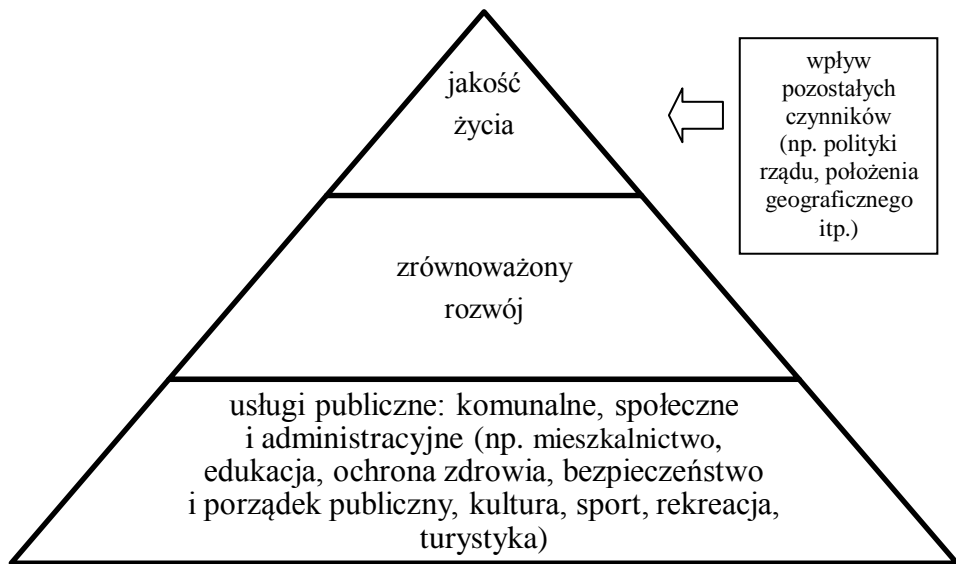 jakość
życia
wpływ
pozostałych
czynników
(np. polityki
rządu, położenia
geograficznego
itp.)
zrównoważony
rozwój
usługi publiczne: komunalne, społeczne
i administracyjne (np. mieszkalnictwo,
edukacja, ochrona zdrowia, bezpieczeństwo
i porządek publiczny, kultura, sport, rekreacja,
turystyka)